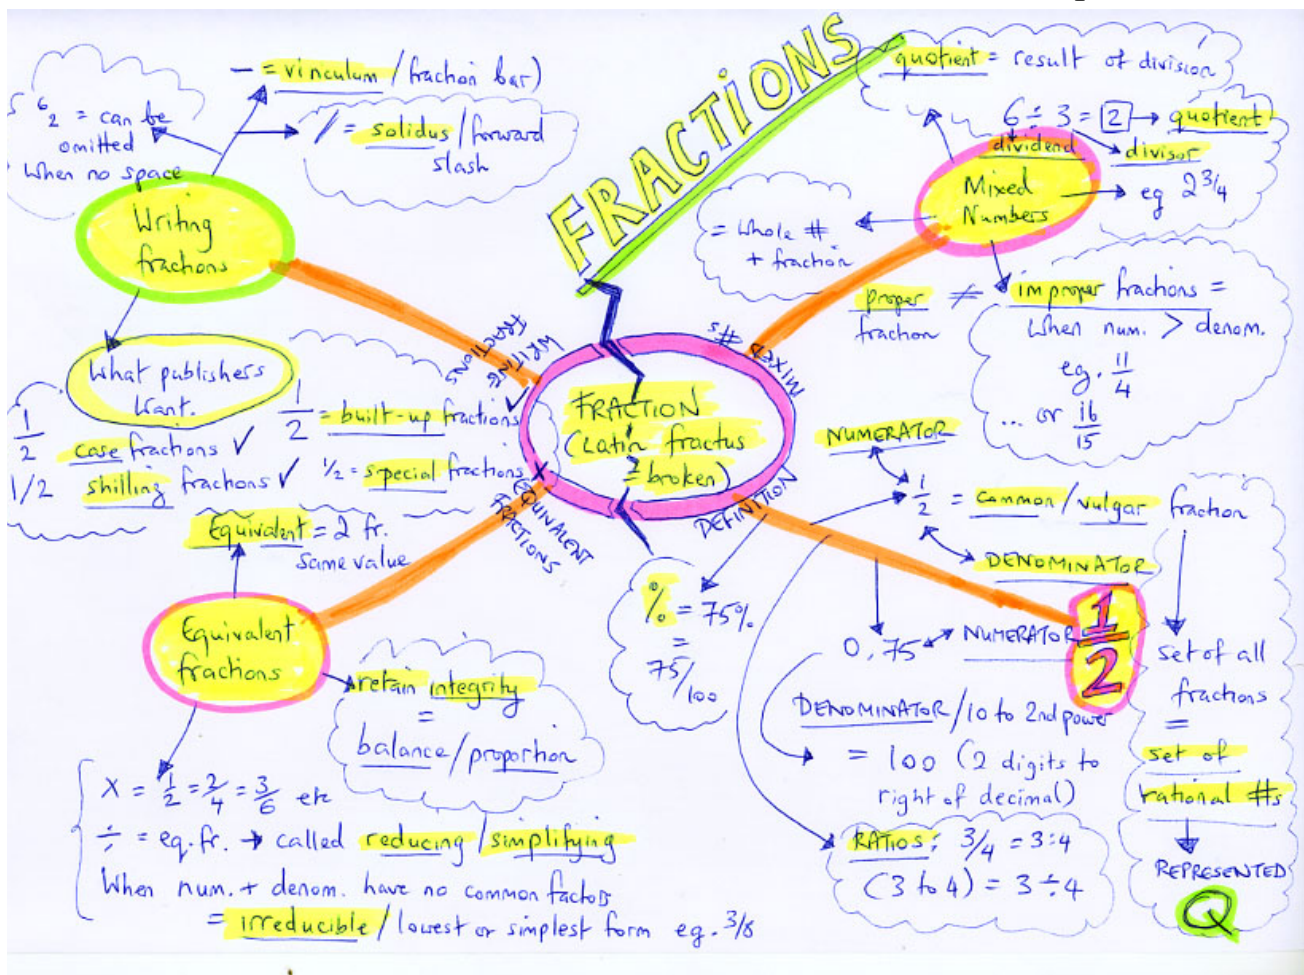 FRACTIONS
— = vinculum / fraction bar)
/ = solidus / forward
slash
6
2 = can be
omitted
When no space
Writing
fractions
What publishers
Want.
1
2 case fractions ✓
1/2 shilling fractions ✓
1
2 = built-up fractions ✓
1/2 = special fractions X
WRITING
FRACTIONS
quotient = result of division
6 ÷ 3 = 2 → quotient
dividend
divisor
Mixed
Numbers
eg 2 3/4
= Whole #
+ fraction
proper ≠ improper fractions =
fraction
When num. > denom.
eg. 11
4
... or 16
15
MIXED #s
FRACTION
(Latin fractus
= broken)
DEFINITION
EQUIVALENT
FRACTIONS
NUMERATOR
1
2 = common / vulgar fraction
DENOMINATOR
1
2
% = 75%
=
75/100
0.75 NUMERATOR
DENOMINATOR / 10 to 2nd power
= 100 (2 digits to
right of decimal)
RATIOS: 3/4 = 3:4
(3 to 4) = 3 ÷ 4
set of all
fractions
=
set of
rational #s
REPRESENTED
Q
Equivalent = 2 fr.
same value
Equivalent
fractions
retain integrity
=
balance / proportion
X = 1/2 = 2/4 = 3/6 etc
÷ = eq. fr. → called reducing / simplifying
When num. + denom. have no common factors
= irreducible / lowest or simplest form eg. 3/8